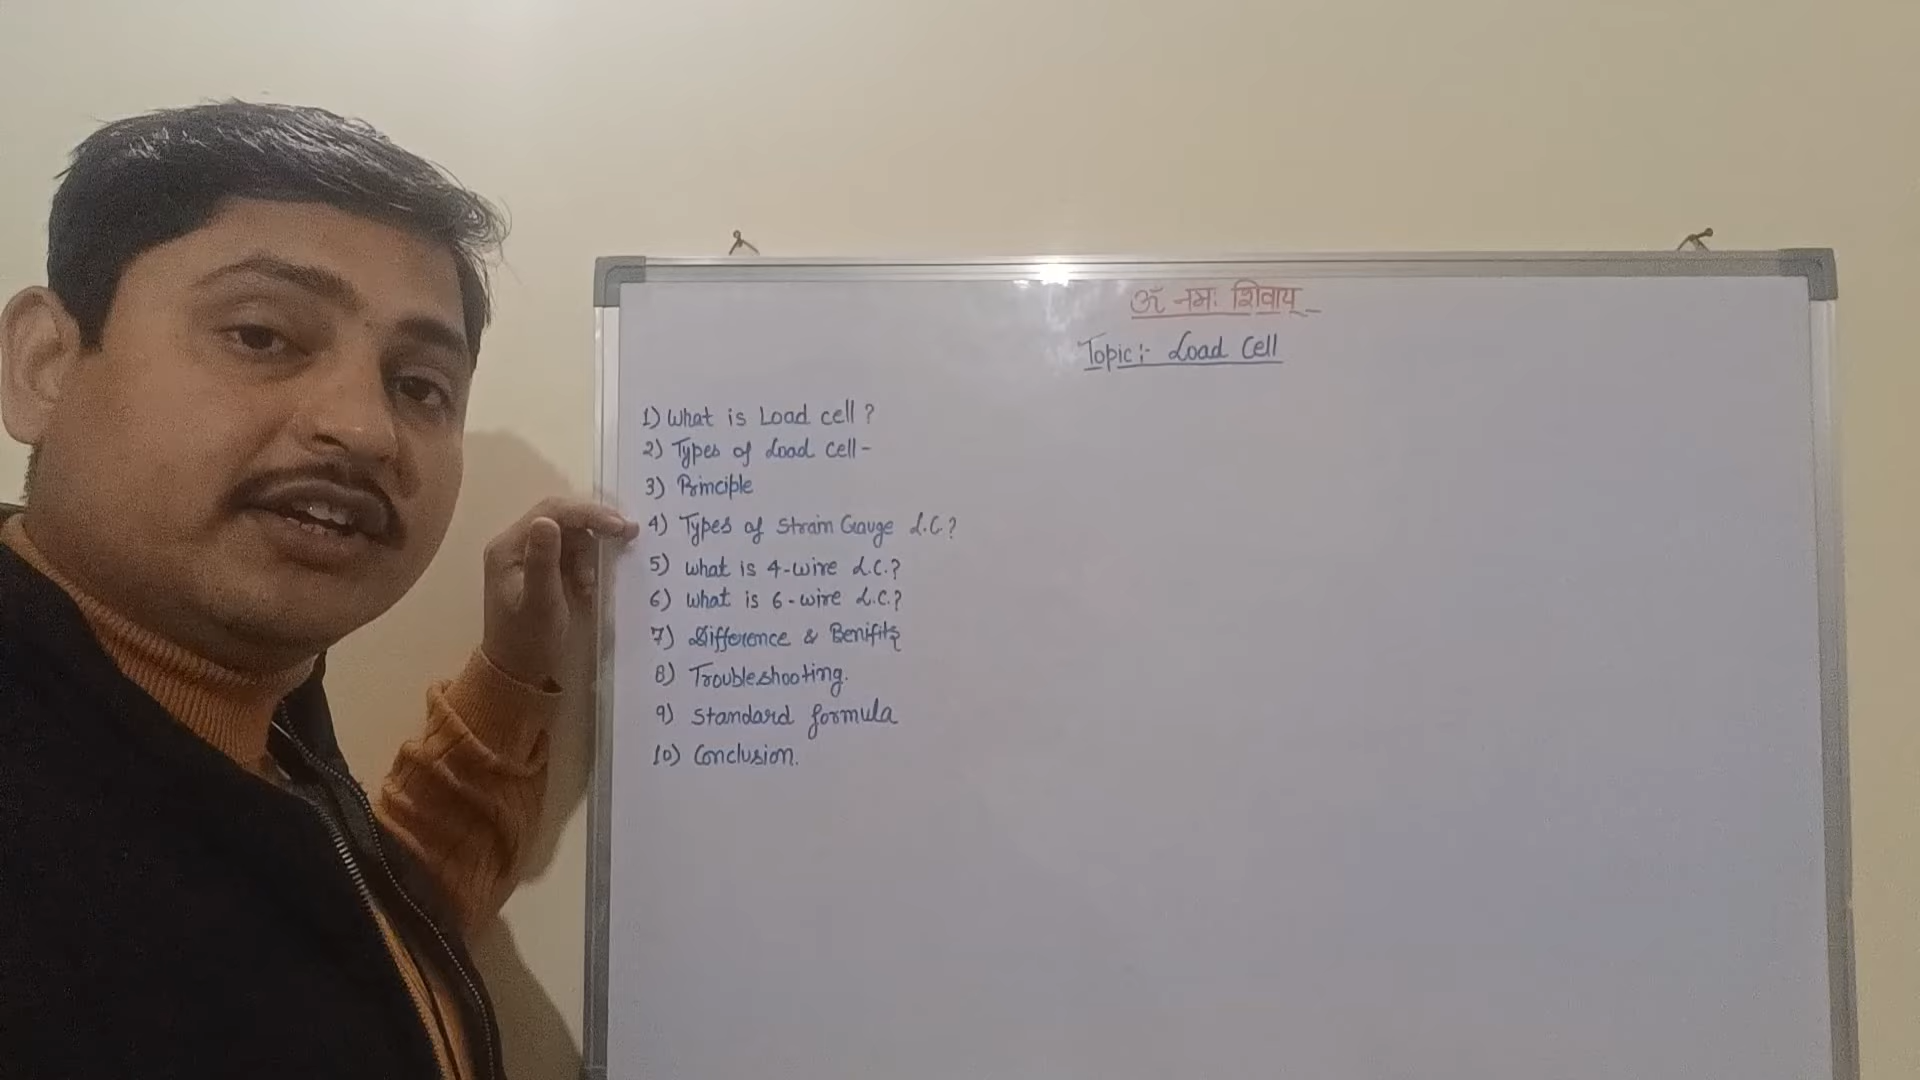 ॐ नमः शिवाय्
Topic:- Load Cell
1) What is Load cell ?
2) Types of Load cell -
3) Principle
4) Types of Strain Gauge L.C.?
5) what is 4-wire L.C.?
6) what is 6-wire L.C.?
7) Difference & Benifits
8) Troubleshooting.
9) Standard formula
10) Conclusion.